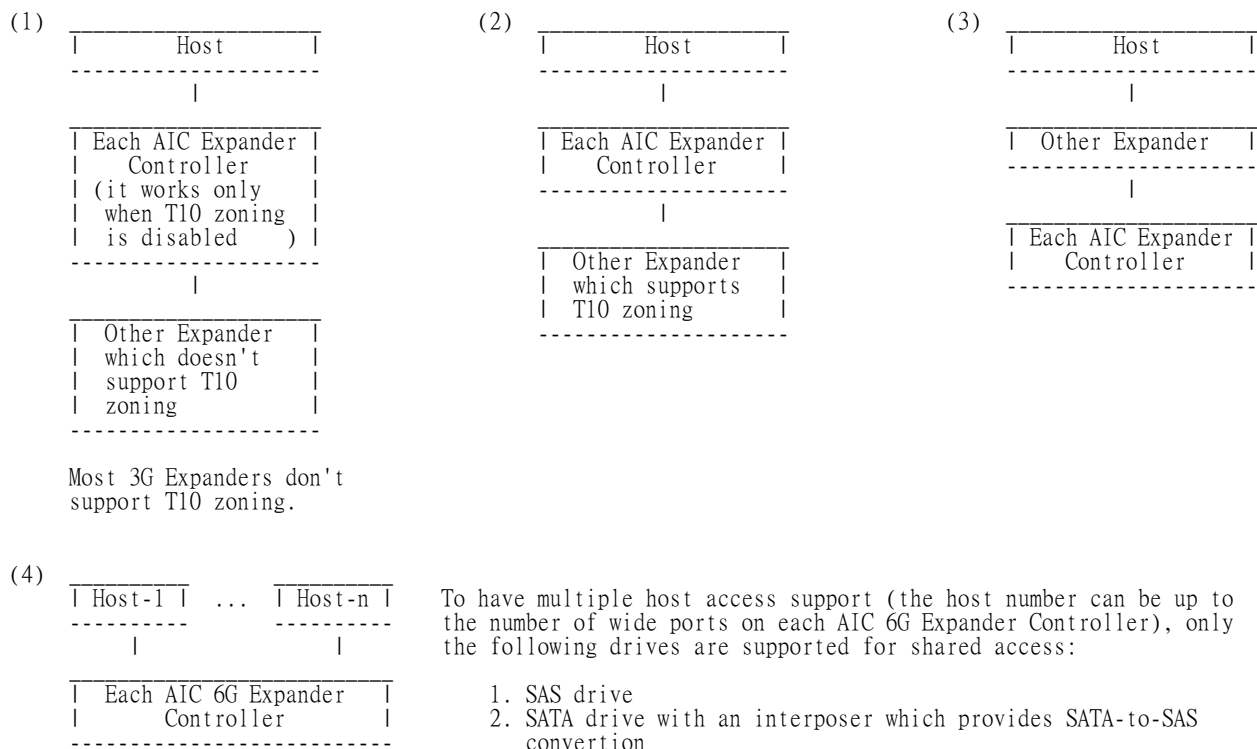 (1)
Host
Each AIC Expander
Controller
(it works only
when T10 zoning
is disabled )
Other Expander
which doesn't
support T10
zoning
Most 3G Expanders don't
support T10 zoning.
(2)
Host
Each AIC Expander
Controller
Other Expander
which supports
T10 zoning
(3)
Host
Other Expander
Each AIC Expander
Controller
(4)
Host-1 ... Host-n
Each AIC 6G Expander
Controller
To have multiple host access support (the host number can be up to
the number of wide ports on each AIC 6G Expander Controller), only
the following drives are supported for shared access:
1. SAS drive
2. SATA drive with an interposer which provides SATA-to-SAS
convertion